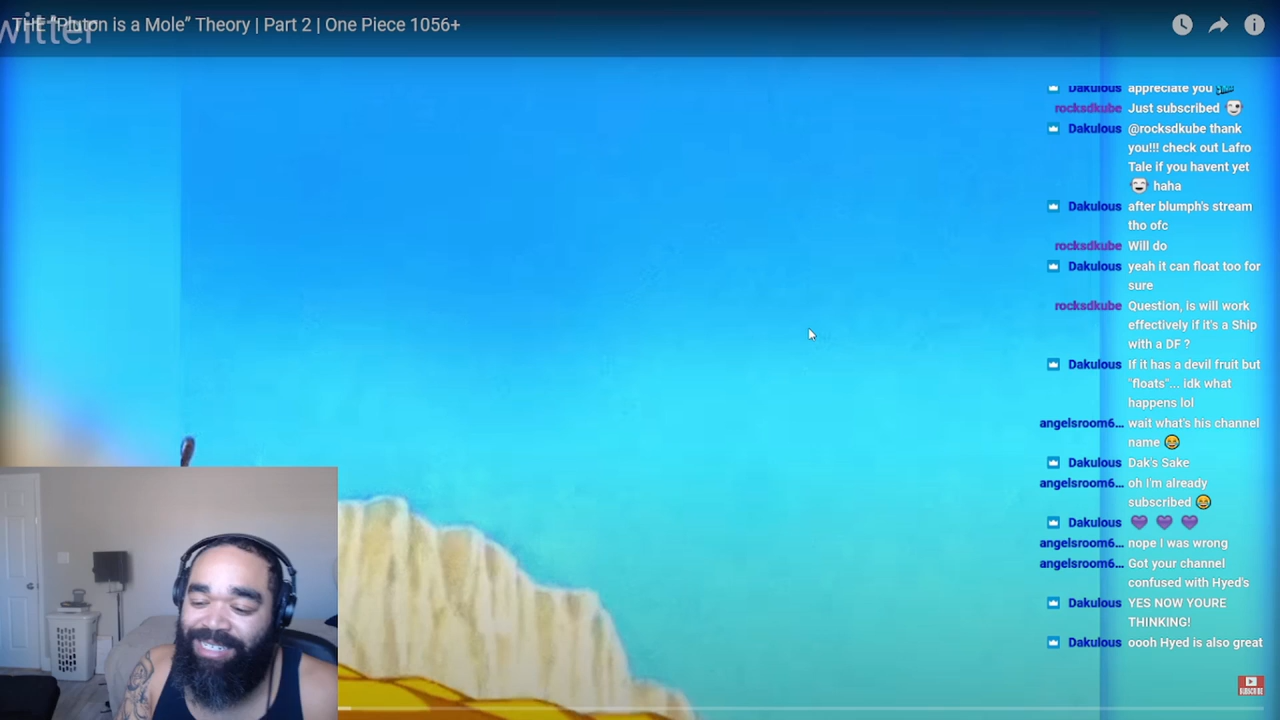 THE “Pluton is a Mole” Theory | Part 2 | One Piece 1056+
witter
Dakulous appreciate you
rocksdkube Just subscribed
Dakulous @rocksdkube thank
you!!! check out Lafro
Tale if you havent yet
haha
Dakulous after blumph's stream
tho ofc
rocksdkube Will do
Dakulous yeah it can float too for
sure
rocksdkube Question, is will work
effectively if it's a Ship
with a DF ?
Dakulous If it has a devil fruit but
"floats"... idk what
happens lol
angelsroom6... wait what's his channel
name 😂
Dakulous Dak's Sake
angelsroom6... oh I'm already
subscribed 😂
Dakulous 💜 💜 💜
angelsroom6... nope I was wrong
angelsroom6... Got your channel
confused with Hyed's
Dakulous YES NOW YOURE
THINKING!
Dakulous oooh Hyed is also great
SUBSCRIBE